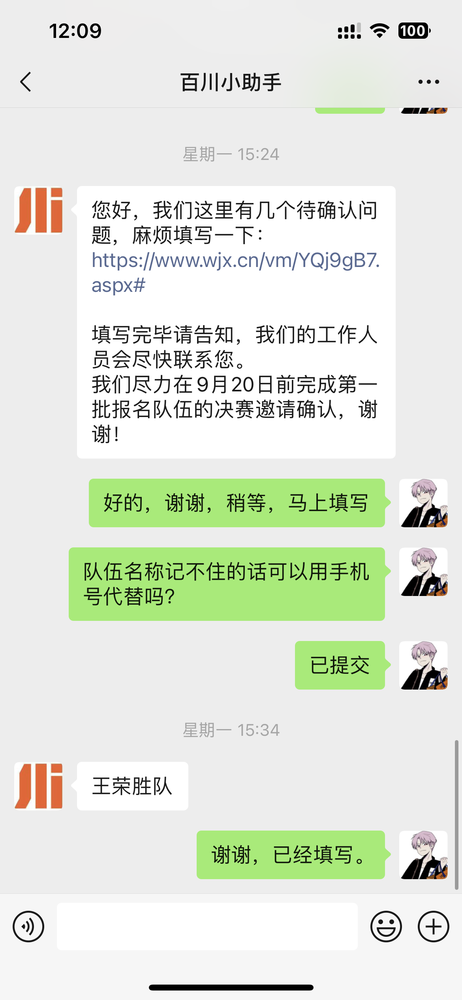 12:09
100
百川小助手
星期一 15:24
您好，我们这里有几个待确认问
题，麻烦填写一下：
https://www.wjx.cn/vm/YQj9gB7.
aspx#
填写完毕请告知，我们的工作人
员会尽快联系您。
我们尽力在9月20日前完成第一
批报名队伍的决赛邀请确认，谢
谢！
好的，谢谢，稍等，马上填写
队伍名称记不住的话可以用手机
号代替吗?
已提交
星期一 15:34
王荣胜队
谢谢，已经填写。